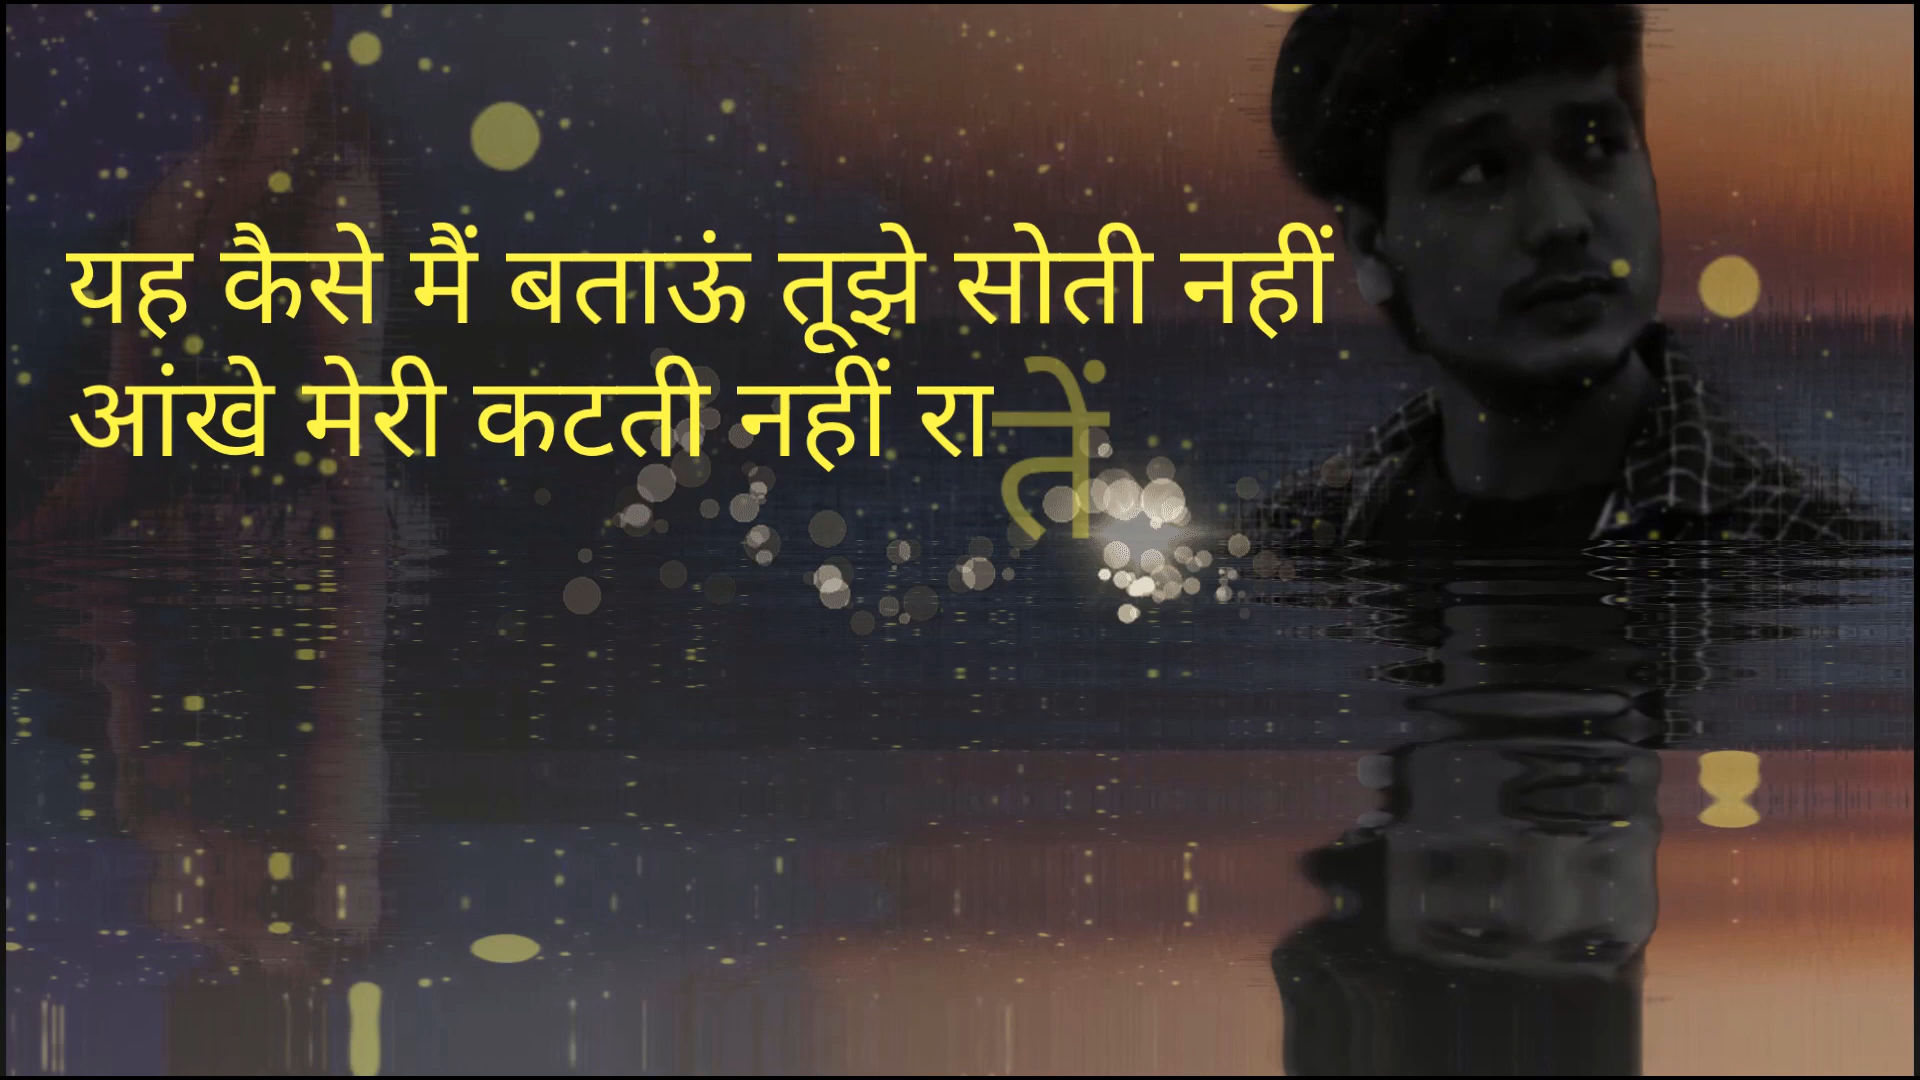 यह कैसे मैं बताऊं तूझे सोती नहीं
आंखे मेरी कटती नहीं रातें